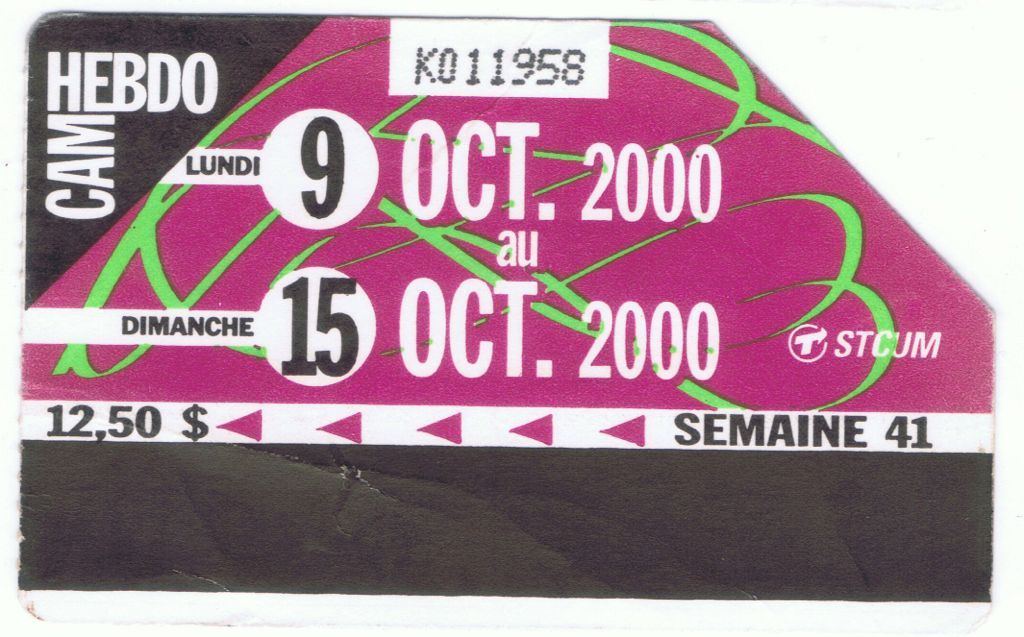 K011958
CAM HEBDO
LUNDI 9 OCT. 2000
au
DIMANCHE 15 OCT. 2000
STCUM
12,50 $ SEMAINE 41